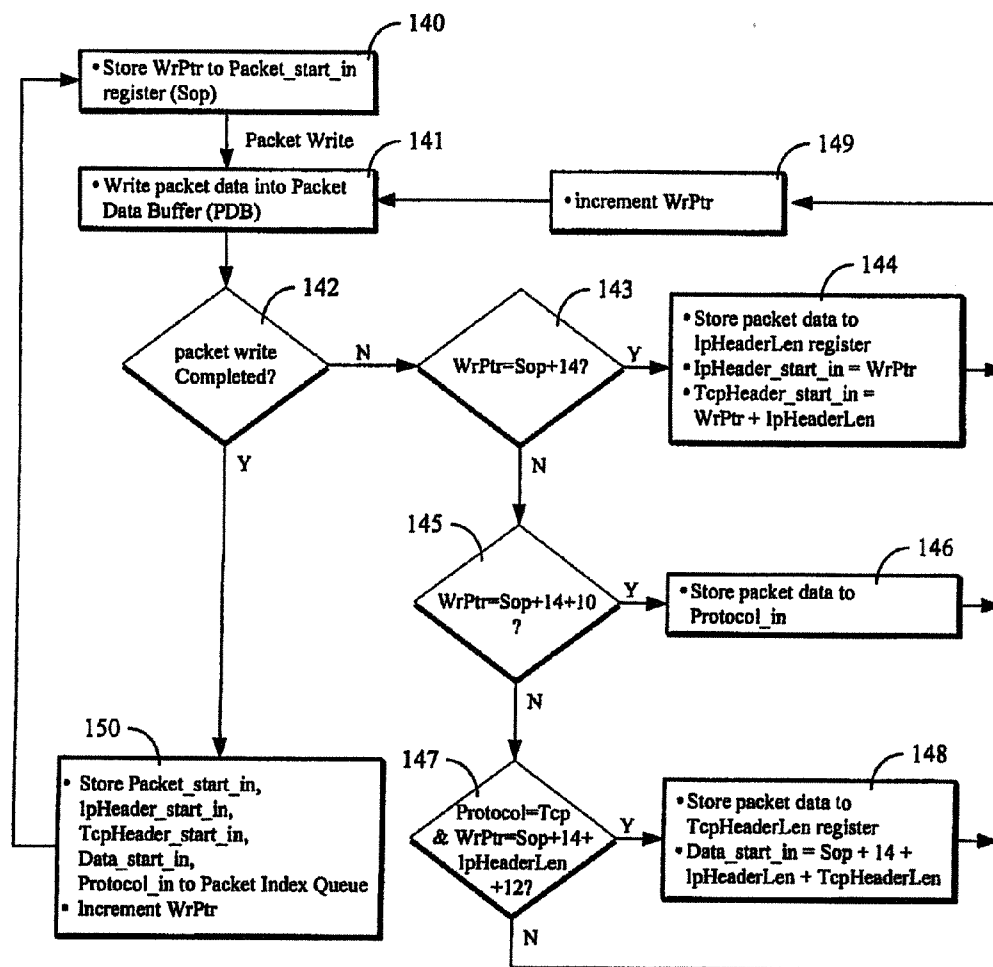 140
• Store WrPtr to Packet_start_in
register (Sop)
Packet Write
141
• Write packet data into Packet
Data Buffer (PDB)
149
• increment WrPtr
142
packet write
Completed?
N
Y
143
WrPtr=Sop+14?
Y
N
144
• Store packet data to
IpHeaderLen register
• IpHeader_start_in = WrPtr
• TcpHeader_start_in =
WrPtr + IpHeaderLen
145
WrPtr=Sop+14+10
?
Y
N
146
• Store packet data to
Protocol_in
147
Protocol=Tcp
& WrPtr=Sop+14+
IpHeaderLen
+12?
Y
N
148
• Store packet data to
TcpHeaderLen register
• Data_start_in = Sop + 14 +
IpHeaderLen + TcpHeaderLen
150
• Store Packet_start_in,
IpHeader_start_in,
TcpHeader_start_in,
Data_start_in,
Protocol_in to Packet Index Queue
• Increment WrPtr